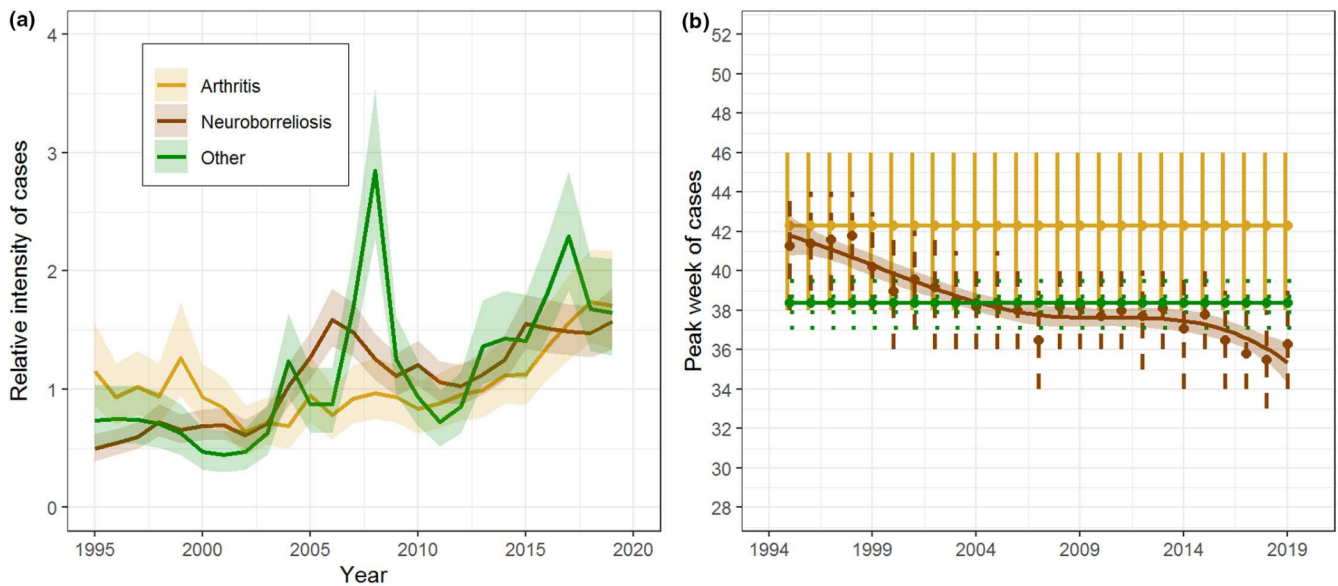 (a)
Relative intensity of cases
4
3
2
1
0
Arthritis
Neuroborreliosis
Other
1995 2000 2005 2010 2015 2020
Year
(b)
Peak week of cases
52
50
48
46
44
42
40
38
36
34
32
30
28
1994 1999 2004 2009 2014 2019